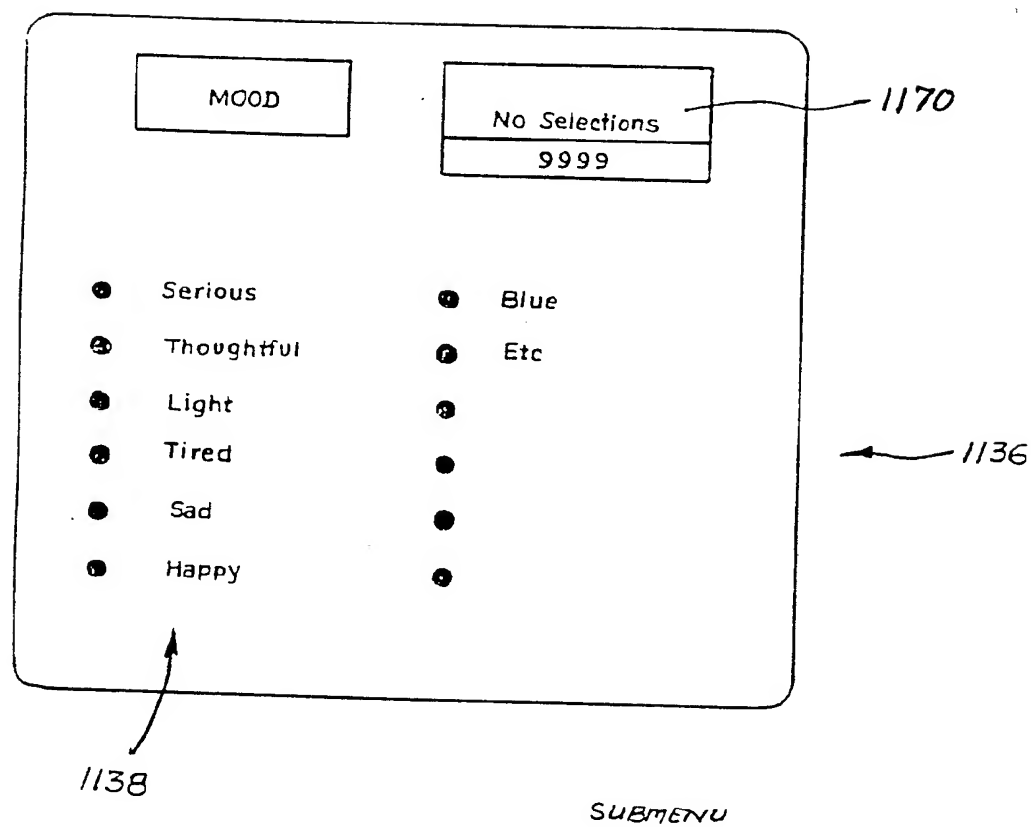 MOOD
No Selections
9999
1170
Serious
Thoughtful
Light
Tired
Sad
Happy
Blue
Etc
1136
1138
SUBMENU